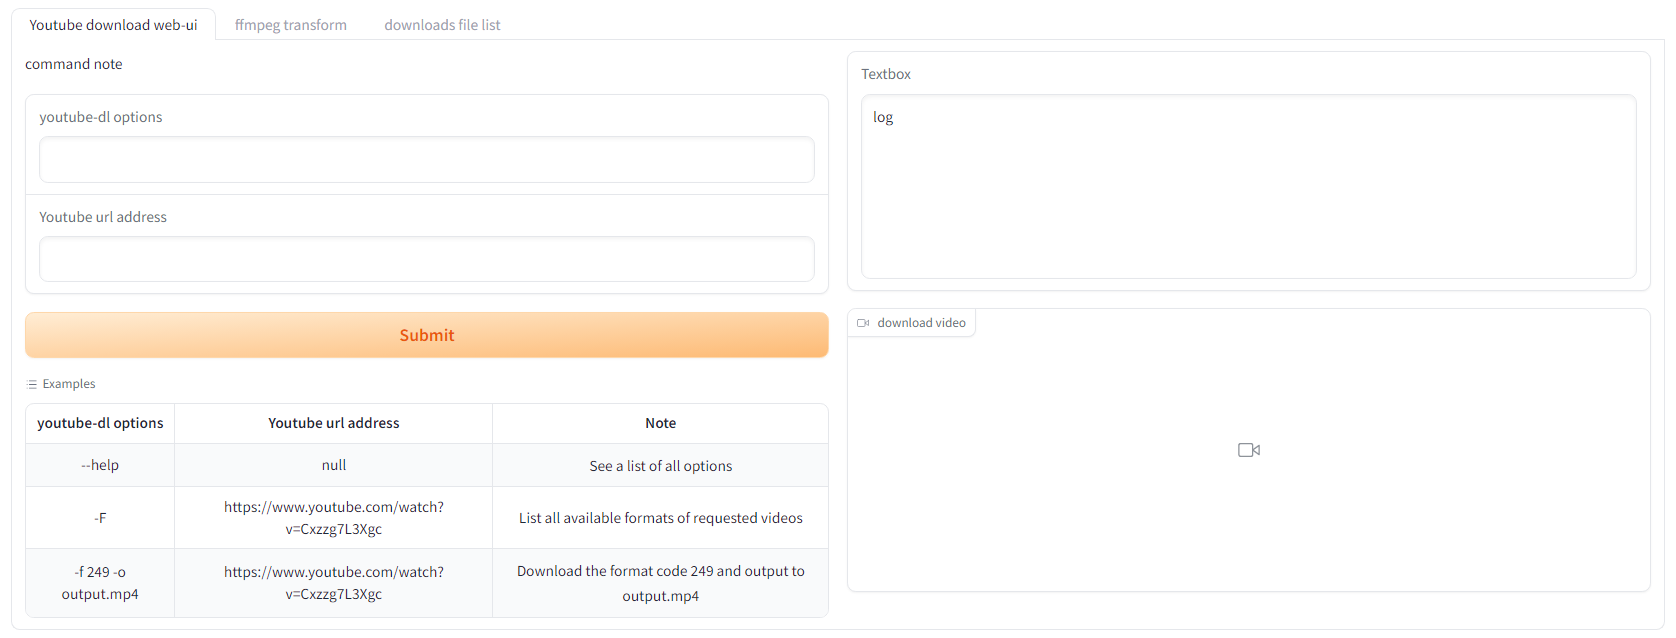 Youtube download web-ui
ffmpeg transform
downloads file list
command note
youtube-dl options
Youtube url address
Submit
Examples
youtube-dl options Youtube url address Note
--help null See a list of all options
-F https://www.youtube.com/watch?
v=Cxzzg7L3Xgc List all available formats of requested videos
-f 249 -o
output.mp4
https://www.youtube.com/watch?
v=Cxzzg7L3Xgc
Download the format code 249 and output to
output.mp4
Textbox
log
download video